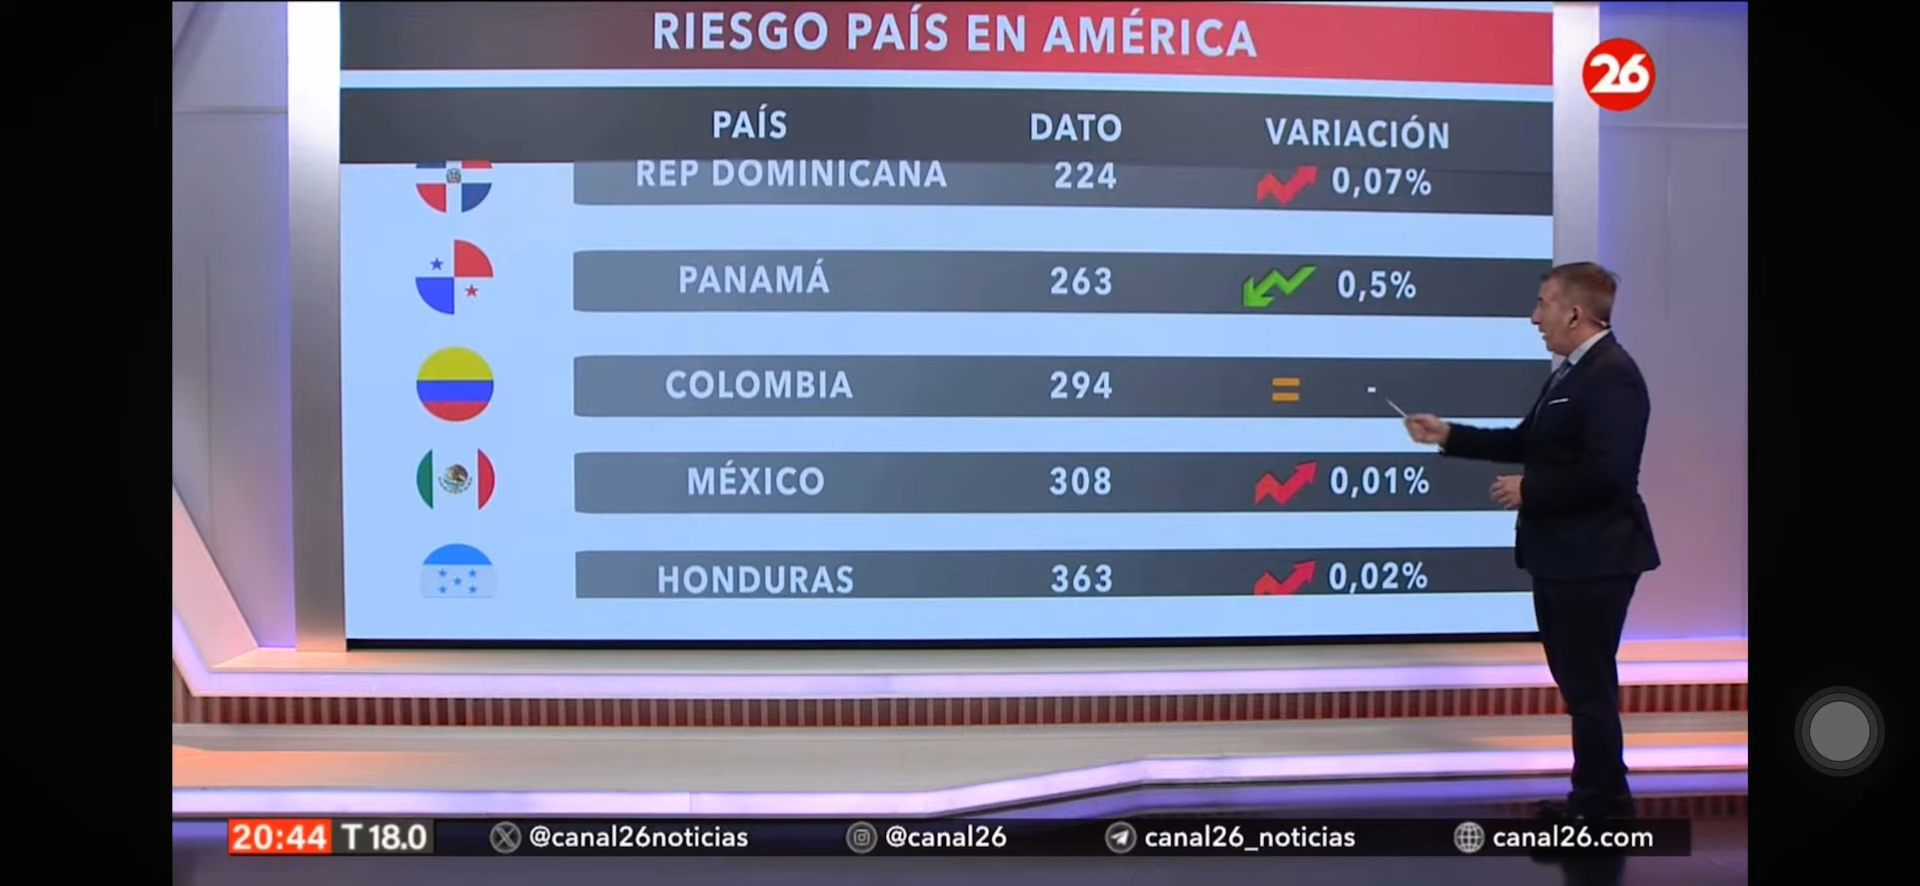 RIESGO PAÍS EN AMÉRICA
26
PAÍS DATO VARIACIÓN
REP DOMINICANA 224 0,07%
PANAMÁ 263 0,5%
COLOMBIA 294 = -
MÉXICO 308 0,01%
HONDURAS 363 0,02%
20:44 T 18.0 @canal26noticias @canal26 canal26_noticias canal26.com